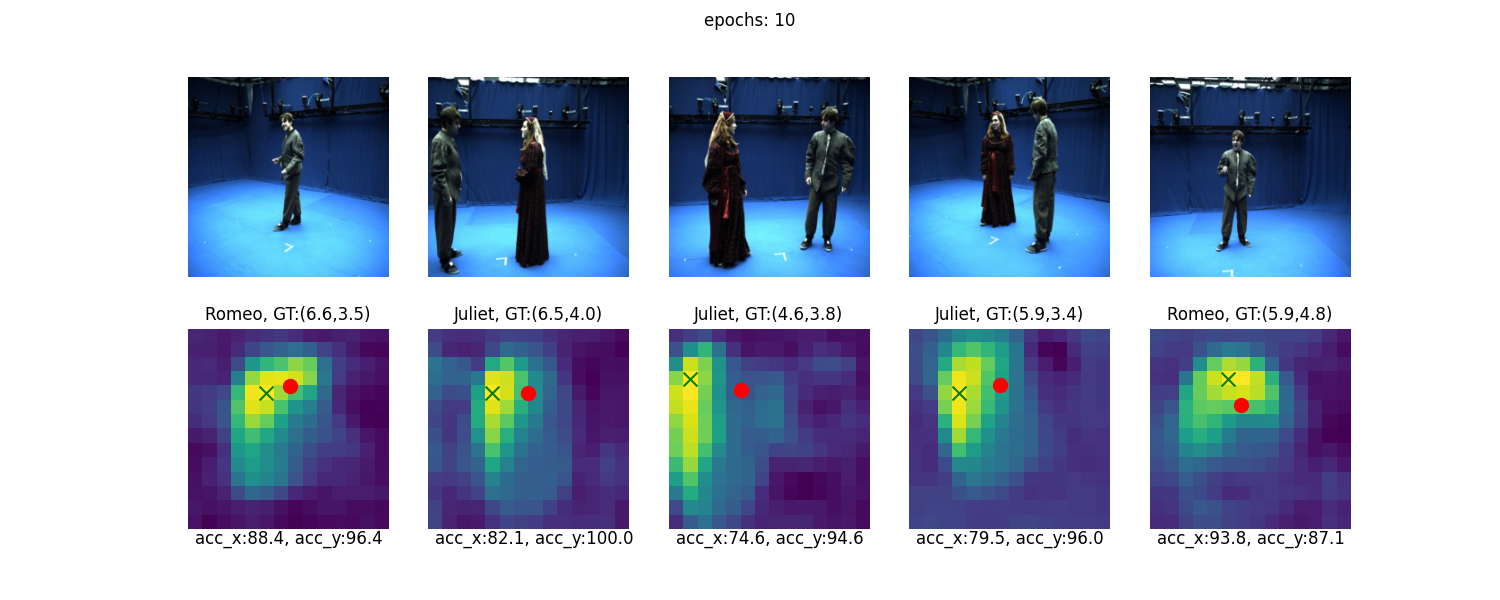 epochs: 10
Romeo, GT:(6.6,3.5)
Juliet, GT:(6.5,4.0)
Juliet, GT:(4.6,3.8)
Juliet, GT:(5.9,3.4)
Romeo, GT:(5.9,4.8)
acc_x:88.4, acc_y:96.4
acc_x:82.1, acc_y:100.0
acc_x:74.6, acc_y:94.6
acc_x:79.5, acc_y:96.0
acc_x:93.8, acc_y:87.1